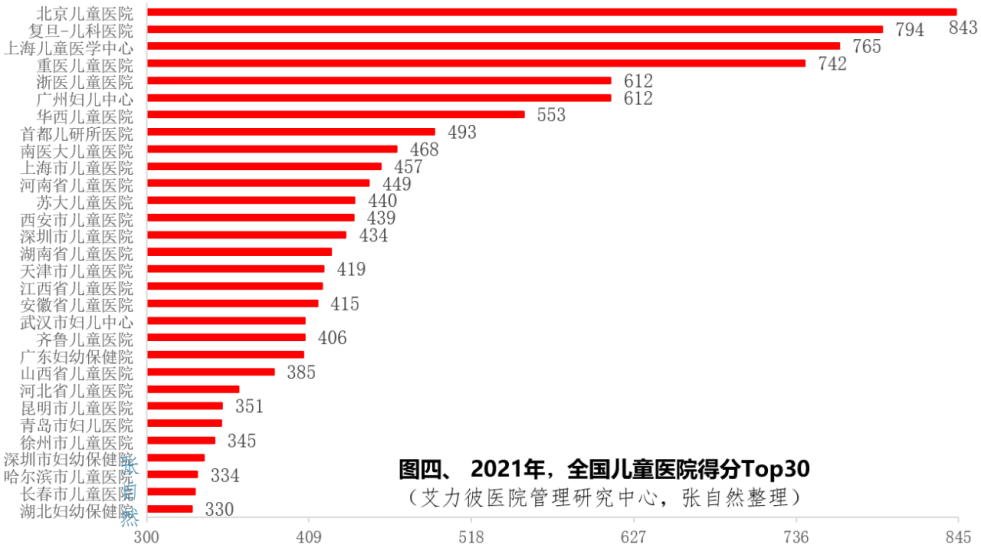 北京儿童医院
复旦-儿科医院 794 843
上海儿童医学中心 765
重医儿童医院 742
浙医儿童医院 612
广州妇儿中心 612
华西儿童医院 553
首都儿研所医院 493
南医大儿童医院 468
上海市儿童医院 457
河南省儿童医院 449
苏大儿童医院 440
西安市儿童医院 439
深圳市儿童医院 434
湖南省儿童医院
天津市儿童医院 419
江西省儿童医院
安徽省儿童医院 415
武汉市妇儿中心
齐鲁儿童医院 406
广东妇幼保健院
山西省儿童医院 385
河北省儿童医院
昆明市儿童医院 351
青岛市妇儿医院
徐州市儿童医院 345
深圳市妇幼保健院
哈尔滨市儿童医院 334
长春市儿童医院
湖北妇幼保健院 330
张自然
图四、 2021年，全国儿童医院得分Top30
（艾力彼医院管理研究中心，张自然整理）
300 409 518 627 736 845